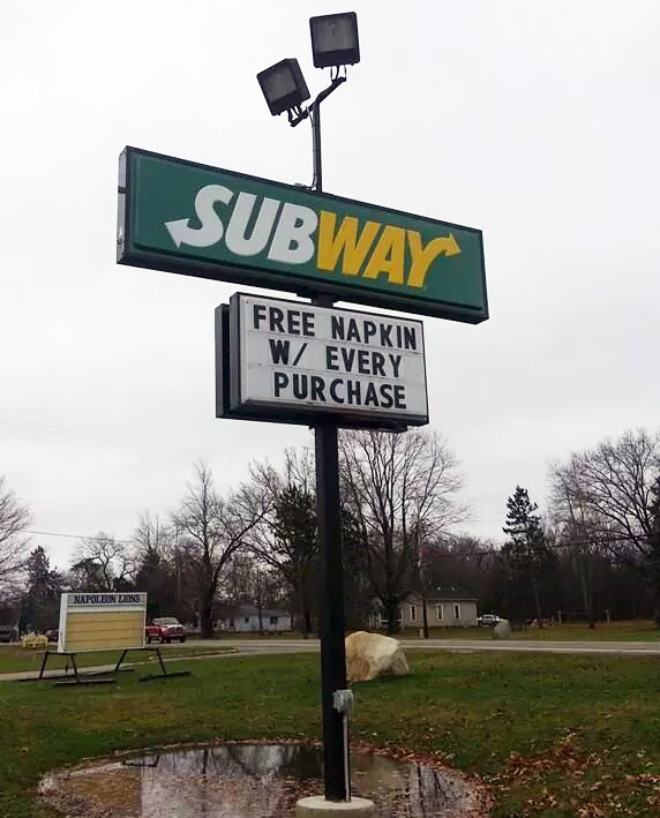 SUBWAY
FREE NAPKIN
W/ EVERY
PURCHASE
NAPOLEON LIONS